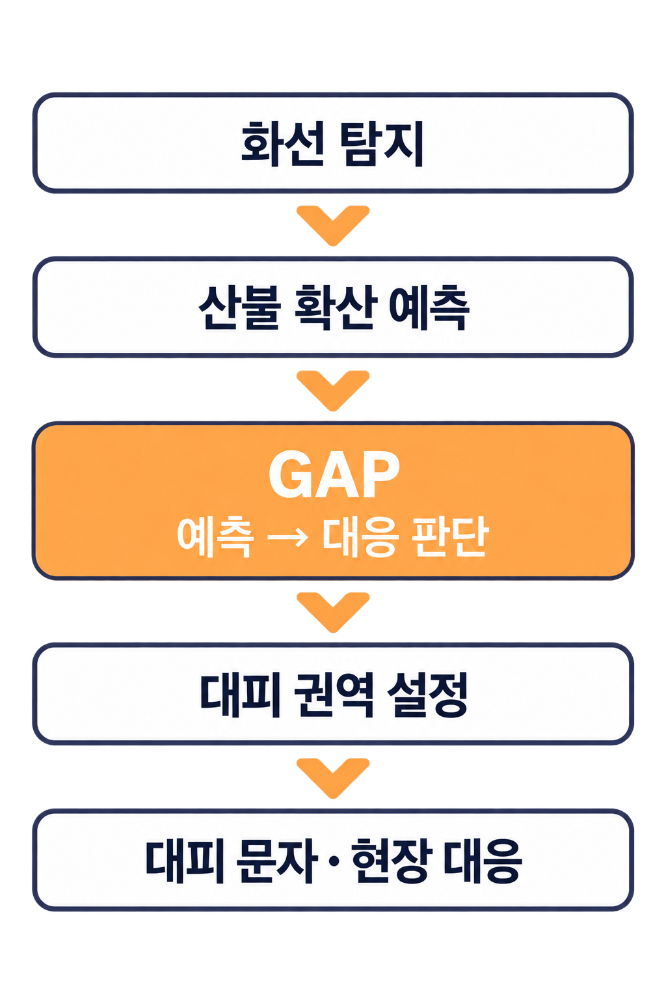 화선 탐지
산불 확산 예측
GAP
예측 → 대응 판단
대피 권역 설정
대피 문자 · 현장 대응